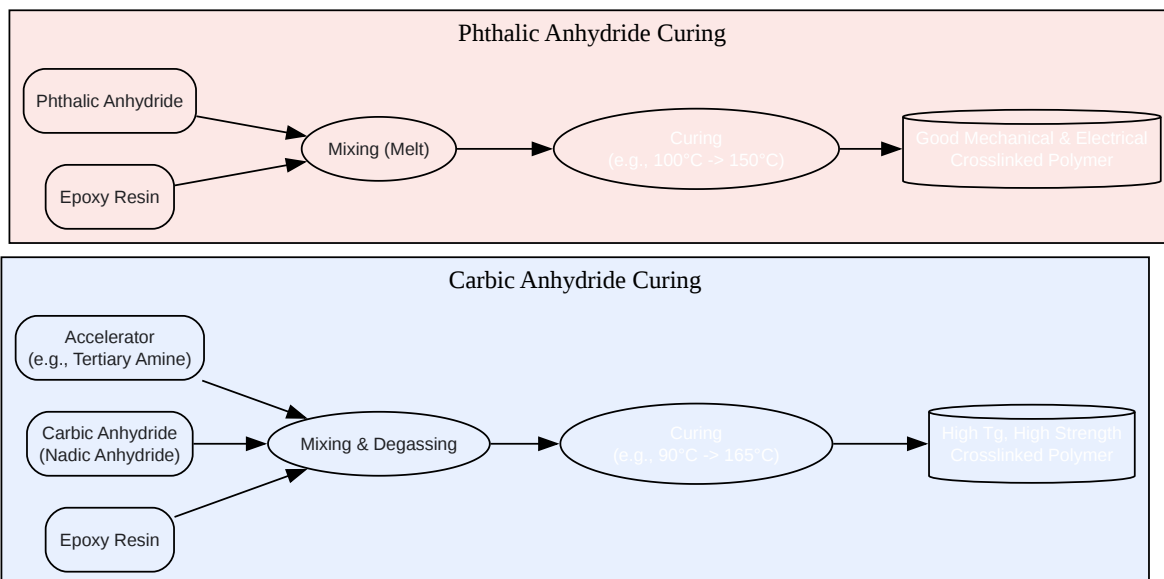 Phthalic Anhydride Curing
Phthalic Anhydride
Epoxy Resin
Mixing (Melt)
Curing
(e.g., 100°C -> 150°C)
Good Mechanical & Electrical
Crosslinked Polymer
Carbic Anhydride Curing
Accelerator
(e.g., Tertiary Amine)
Carbic Anhydride
(Nadic Anhydride)
Epoxy Resin
Mixing & Degassing
Curing
(e.g., 90°C -> 165°C)
High Tg, High Strength
Crosslinked Polymer